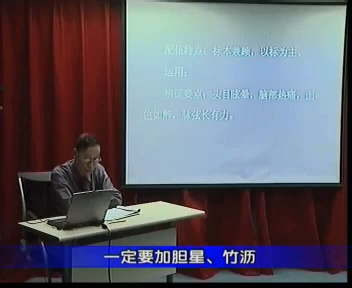 配伍特点：标本兼顾，以标为主。
运用：
辨证要点：头目眩晕，脑部热痛，面
色如醉，脉弦长有力。
一定要加胆星、竹沥